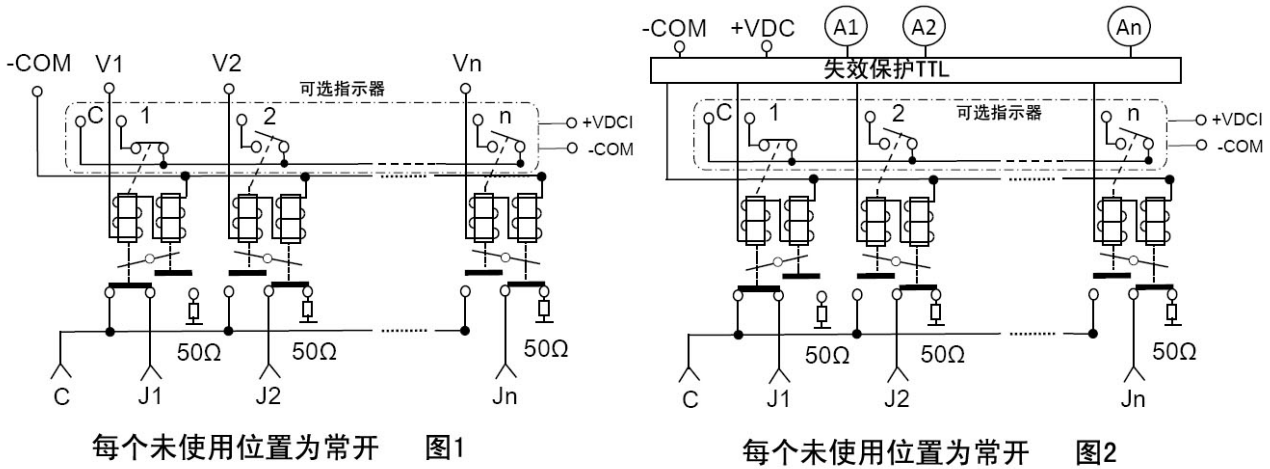 -COM V1 V2 Vn
可选指示器
C 1 2 n
+VDCI
-COM
50Ω 50Ω 50Ω
C J1 J2 Jn
每个未使用位置为常开 图1
-COM +VDC A1 A2 An
失效保护TTL
可选指示器
C 1 2 n
+VDCI
-COM
50Ω 50Ω 50Ω
C J1 J2 Jn
每个未使用位置为常开 图2